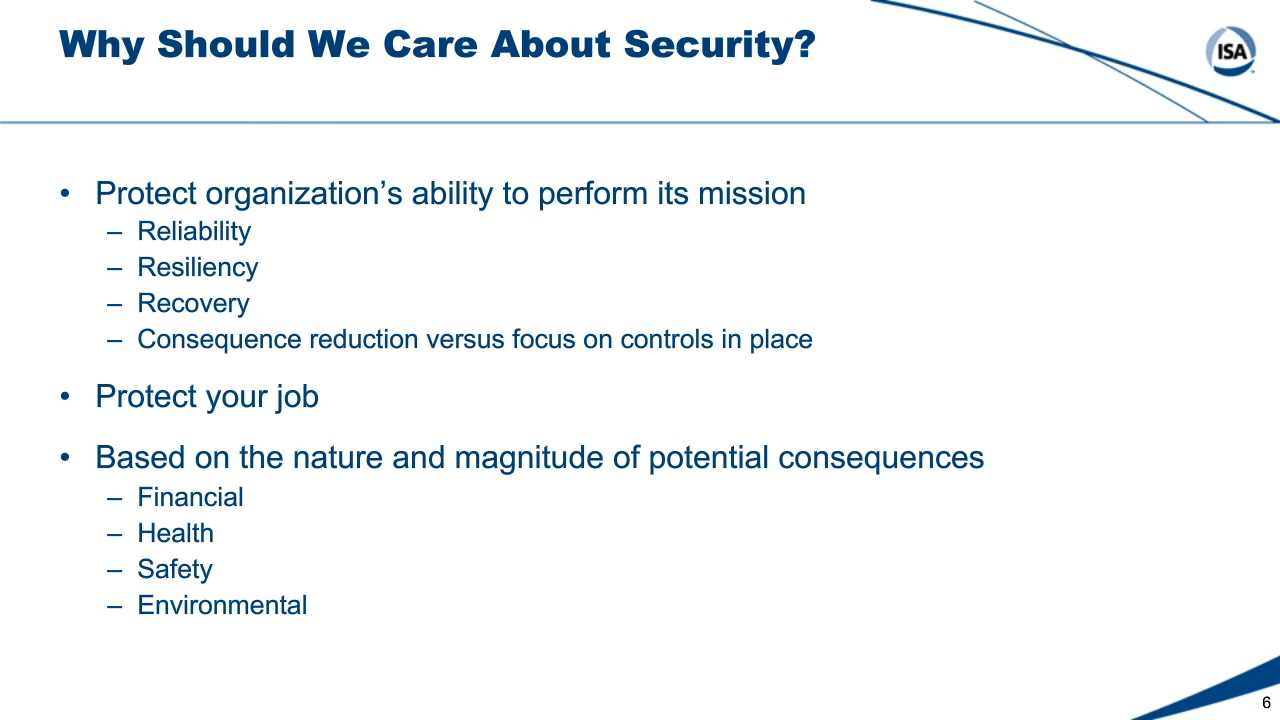 Why Should We Care About Security?
ISA
• Protect organization’s ability to perform its mission
– Reliability
– Resiliency
– Recovery
– Consequence reduction versus focus on controls in place
• Protect your job
• Based on the nature and magnitude of potential consequences
– Financial
– Health
– Safety
– Environmental
6